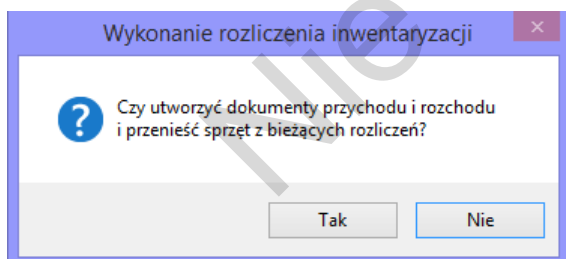 Wykonanie rozliczenia inwentaryzacji
Czy utworzyć dokumenty przychodu i rozchodu
i przenieść sprzęt z bieżących rozliczeń?
Tak
Nie
Nie